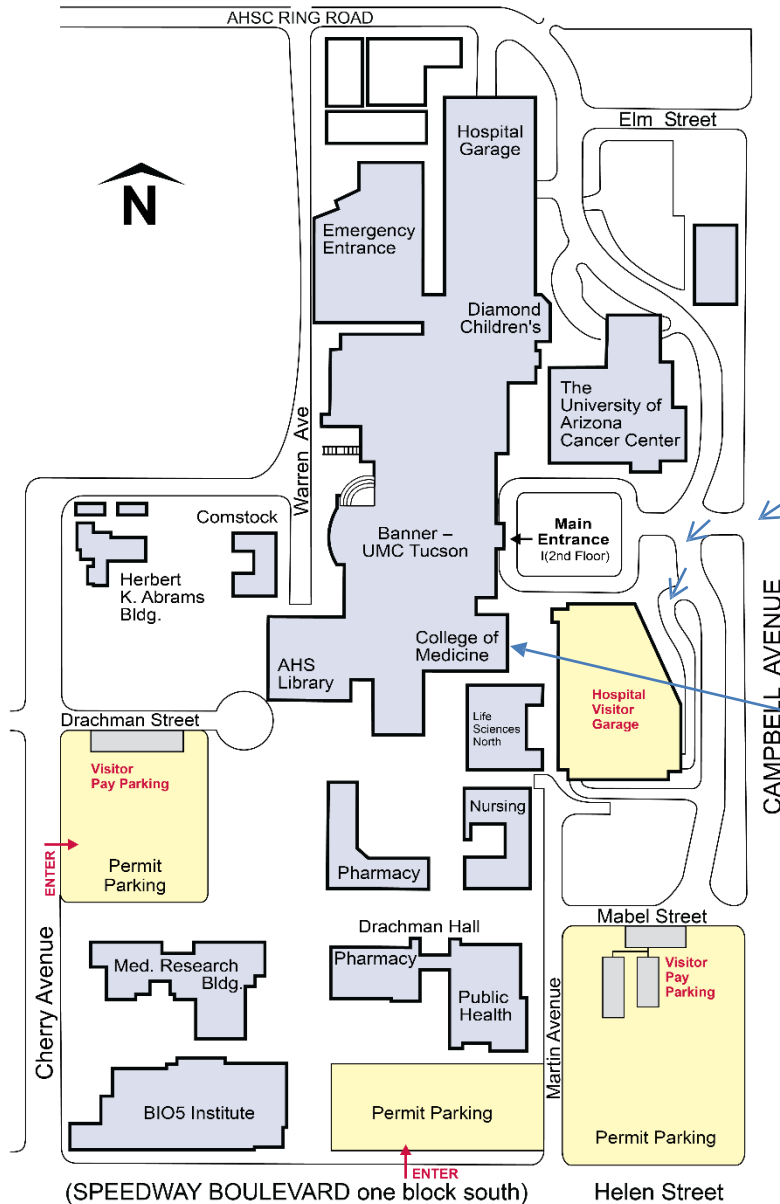 AHSC RING ROAD
Elm Street
Hospital
Garage
N
Emergency
Entrance
Diamond
Children's
The
University of
Arizona
Cancer Center
Warren Ave
Comstock
Banner –
UMC Tucson
Main
Entrance
I(2nd Floor)
Herbert
K. Abrams
Bldg.
CAMPBELL AVENUE
College of
Medicine
AHS
Library
Hospital
Visitor
Garage
Drachman Street
Life
Sciences
North
Visitor
Pay Parking
Nursing
ENTER
Permit
Parking
Pharmacy
Mabel Street
Drachman Hall
Pharmacy
Med. Research
Bldg.
Visitor
Pay
Parking
Public
Health
Cherry Avenue
Martin Avenue
BIO5 Institute
Permit Parking
Permit Parking
ENTER
(SPEEDWAY BOULEVARD one block south)
Helen Street